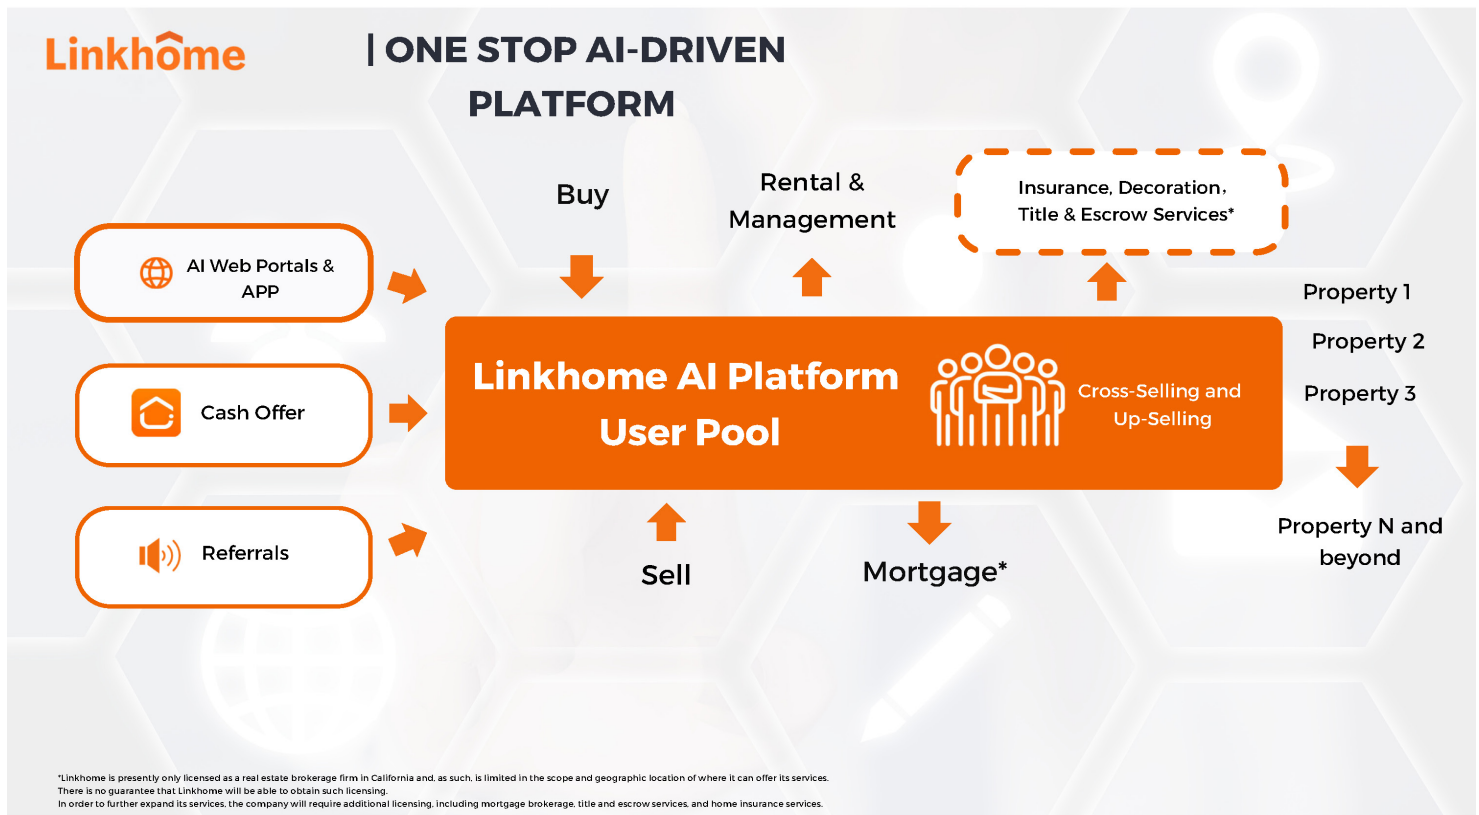 Linkhome
| ONE STOP AI-DRIVEN
PLATFORM
Buy
Rental &
Management
Insurance, Decoration，
Title & Escrow Services*
AI Web Portals &
APP
Cash Offer
Referrals
Linkhome AI Platform
User Pool
Cross-Selling and
Up-Selling
Property 1
Property 2
Property 3
Property N and
beyond
Sell
Mortgage*
*Linkhome is presently only licensed as a real estate brokerage firm in California and, as such, is limited in the scope and geographic location of where it can offer its services.
There is no guarantee that Linkhome will be able to obtain such licensing.
In order to further expand its services, the company will require additional licensing, including mortgage brokerage, title and escrow services, and home insurance services.